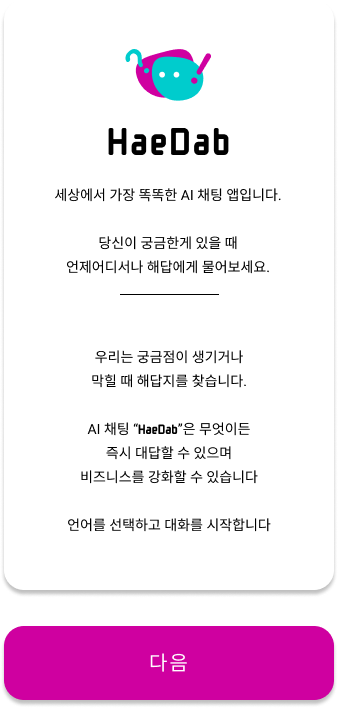 HaeDab
세상에서 가장 똑똑한 AI 채팅 앱입니다.
당신이 궁금한게 있을 때
언제어디서나 해답에게 물어보세요.
우리는 궁금점이 생기거나
막힐 때 해답지를 찾습니다.
AI 채팅 “HaeDab”은 무엇이든
즉시 대답할 수 있으며
비즈니스를 강화할 수 있습니다
언어를 선택하고 대화를 시작합니다
다음